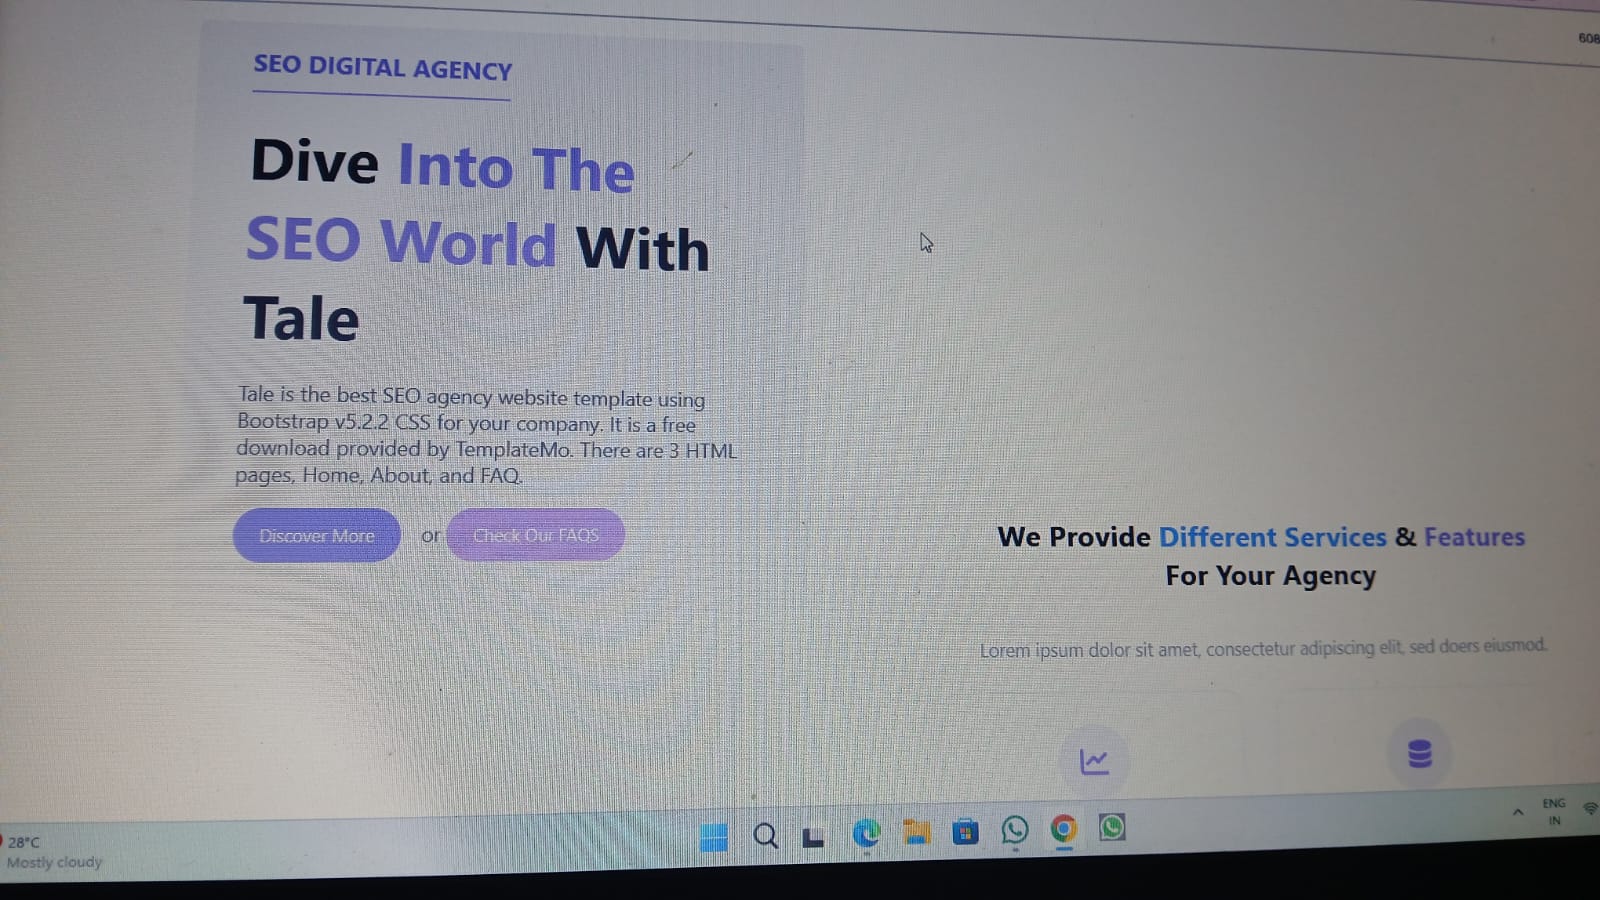 608
SEO DIGITAL AGENCY
Dive Into The
SEO World With
Tale
Tale is the best SEO agency website template using
Bootstrap v5.2.2 CSS for your company. It is a free
download provided by TemplateMo. There are 3 HTML
pages, Home, About, and FAQ.
Discover More or Check Our FAQS
We Provide Different Services & Features
For Your Agency
Lorem ipsum dolor sit amet, consectetur adipiscing elit, sed doers eiusmod.
28°C
Mostly cloudy
ENG
IN